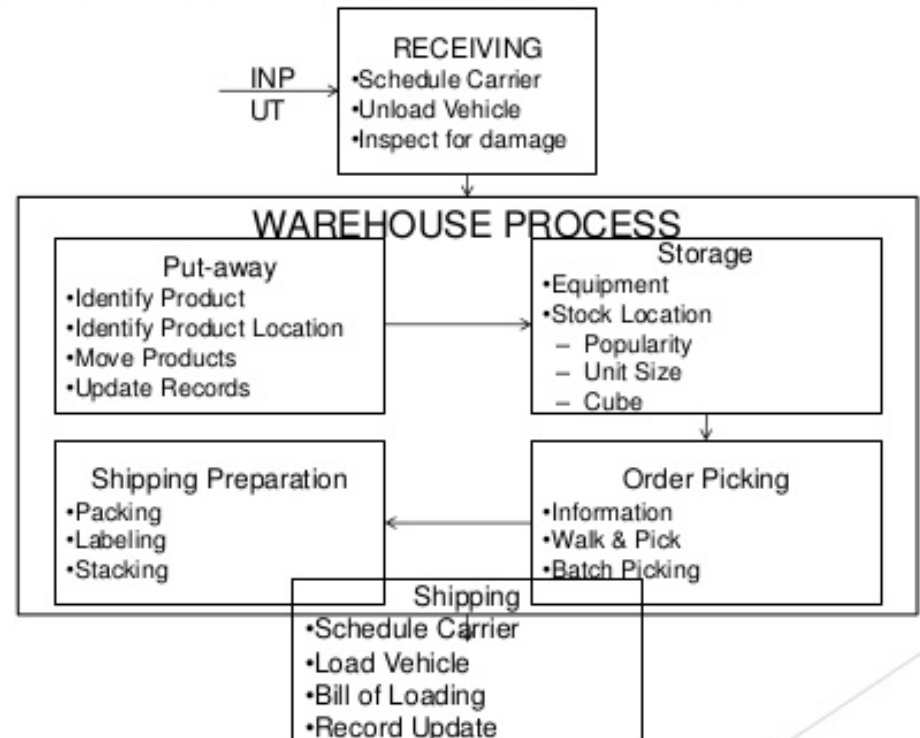 INP
UT
RECEIVING
•Schedule Carrier
•Unload Vehicle
•Inspect for damage
WAREHOUSE PROCESS
Put-away
•Identify Product
•Identify Product Location
•Move Products
•Update Records
Storage
•Equipment
•Stock Location
– Popularity
– Unit Size
– Cube
Shipping Preparation
•Packing
•Labeling
•Stacking
Order Picking
•Information
•Walk & Pick
•Batch Picking
Shipping
•Schedule Carrier
•Load Vehicle
•Bill of Loading
•Record Update